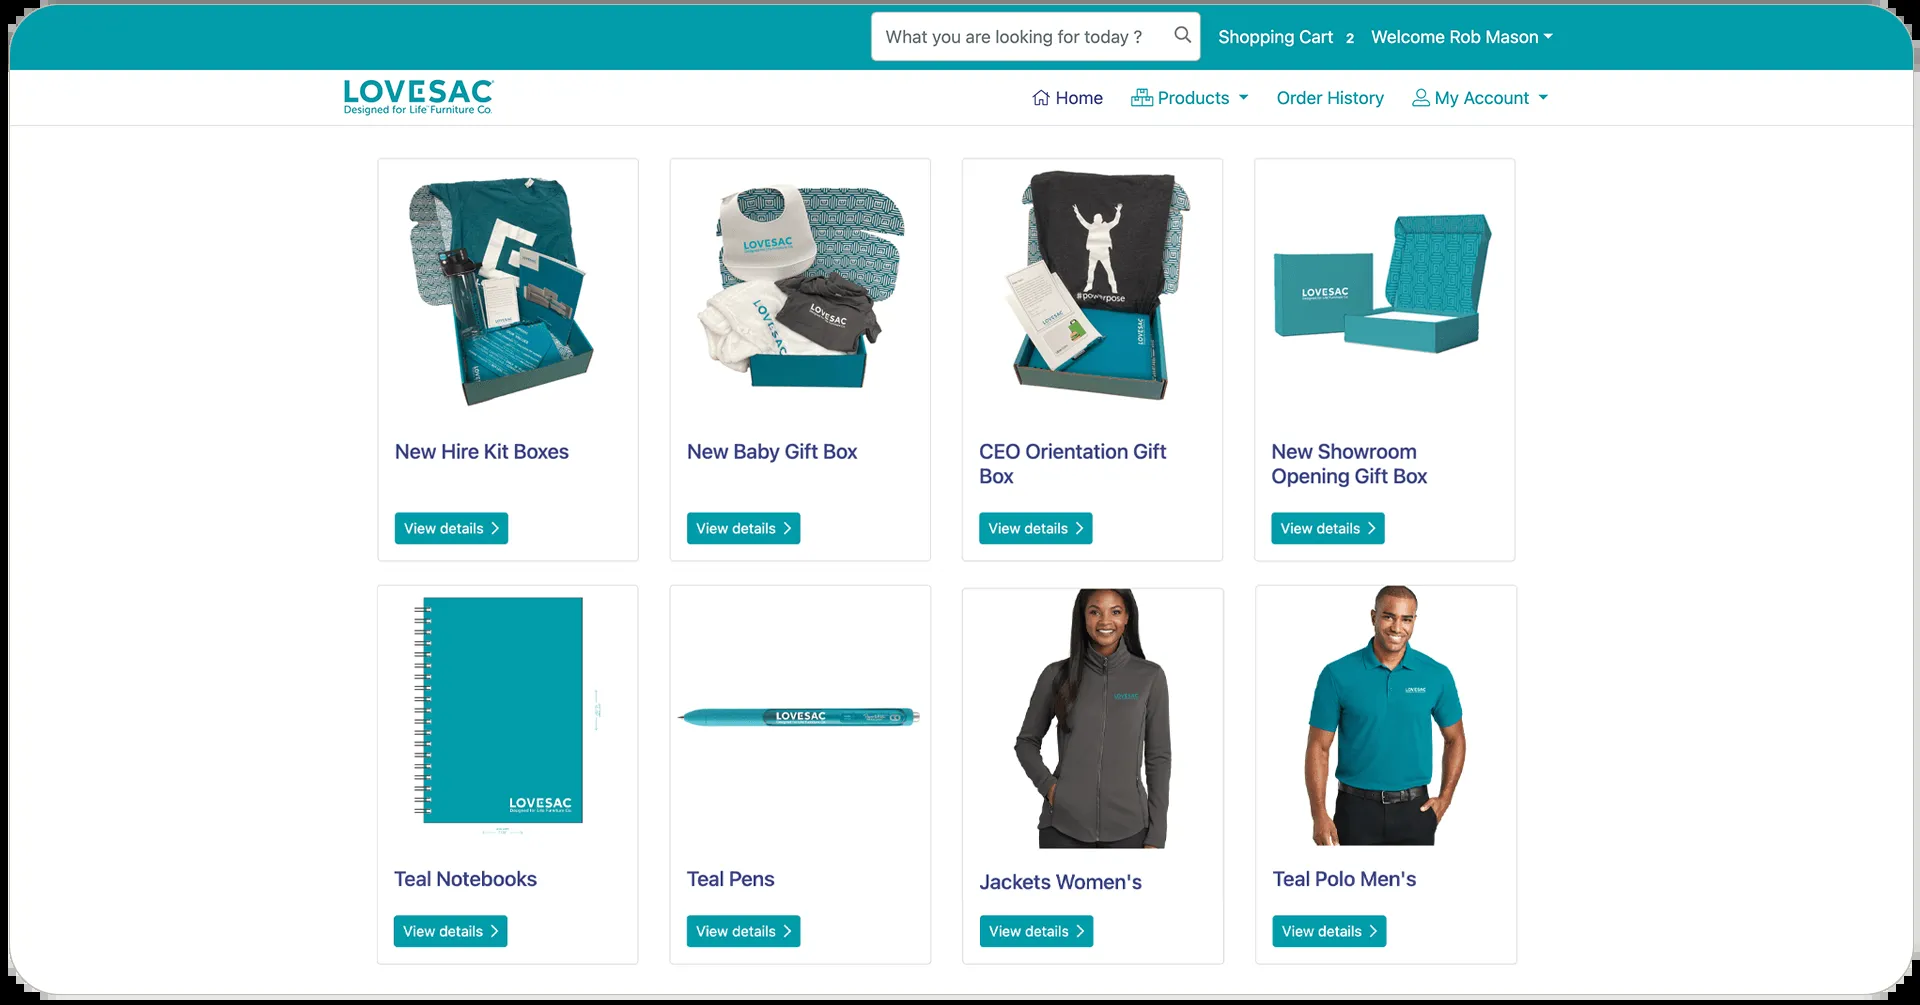 What you are looking for today ?
Shopping Cart 2 Welcome Rob Mason
LOVESAC
Designed for Life Furniture Co.
Home Products Order History My Account
LOVESAC
LOVESAC
LOVESAC
#powerpose
LOVESAC
LOVESAC
LOVESAC
New Hire Kit Boxes
New Baby Gift Box
CEO Orientation Gift
Box
New Showroom
Opening Gift Box
View details
View details
View details
View details
LOVESAC
Designed for Life Furniture Co.
LOVESAC
LOVESAC
LOVESAC
Teal Notebooks
Teal Pens
Jackets Women's
Teal Polo Men's
View details
View details
View details
View details